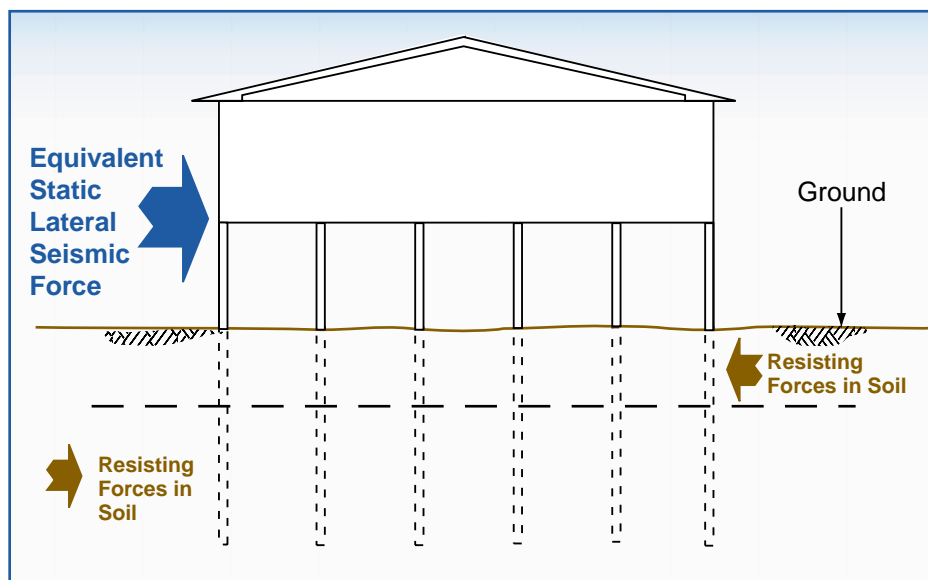 Equivalent
Static
Lateral
Seismic
Force
Ground
Resisting
Forces in Soil
Resisting
Forces in
Soil